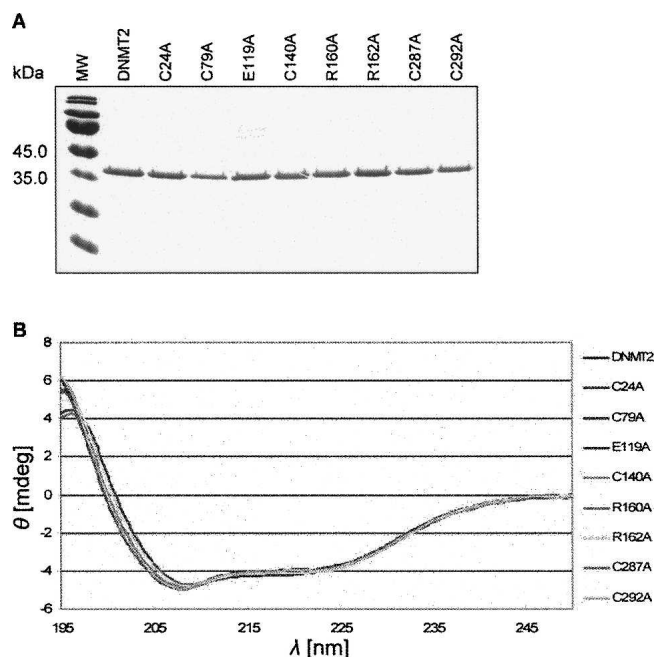 A
kDa
MW
DNMT2
C24A
C79A
E119A
C140A
R160A
R162A
C287A
C292A
45.0
35.0
B
8
6
4
2
0
-2
-4
-6
θ [mdeg]
195 205 215 225 235 245
λ [nm]
DNMT2
C24A
C79A
E119A
C140A
R160A
R162A
C287A
C292A